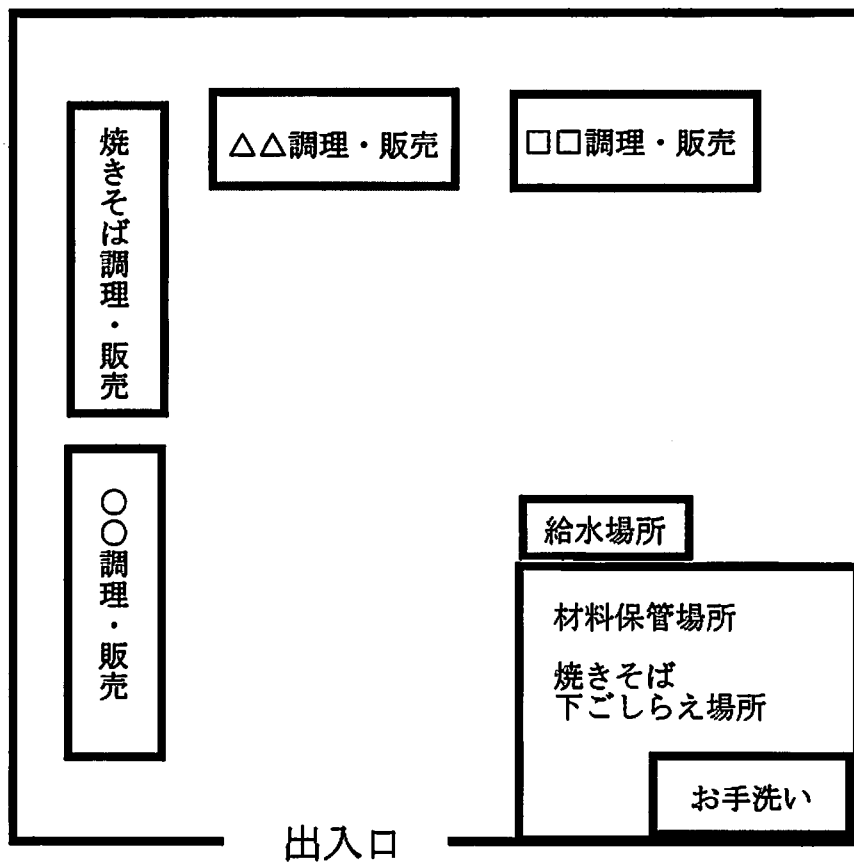 焼きそば調理・販売
△△調理・販売
□□調理・販売
○○調理・販売
給水場所
材料保管場所
焼きそば
下ごしらえ場所
お手洗い
出入口